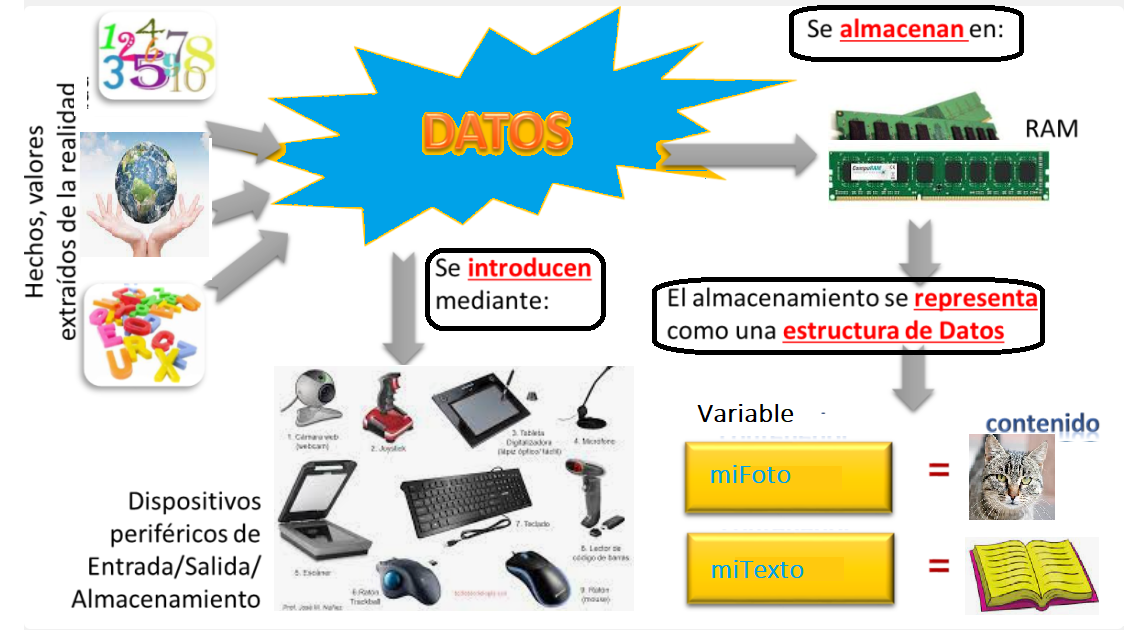 Hechos, valores
extraídos de la realidad
DATOS
Se almacenan en:
RAM
Se introducen
mediante:
El almacenamiento se representa
como una estructura de Datos
1. Cámara web
(webcam)
2. Joystick
3. Tableta
Digitalizadora
(lápiz óptico/táctil)
4. Micrófono
5. Escáner
6.Ratón
Trackball
7. Teclado
8. Lector de
código de barras.
9. Ratón
(mouse)
Prof. José M. Núñez
Dispositivos
periféricos de
Entrada/Salida/
Almacenamiento
Variable
contenido
miFoto
=
miTexto
=